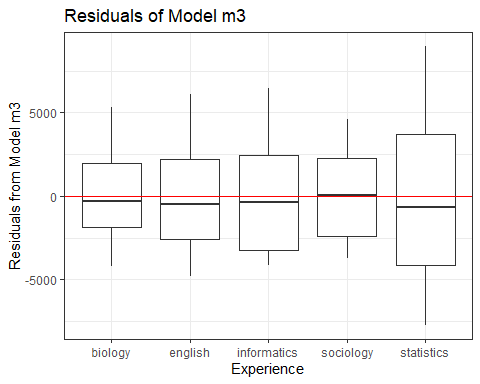 Residuals of Model m3
Residuals from Model m3
5000
0
-5000
biology english informatics sociology statistics
Experience